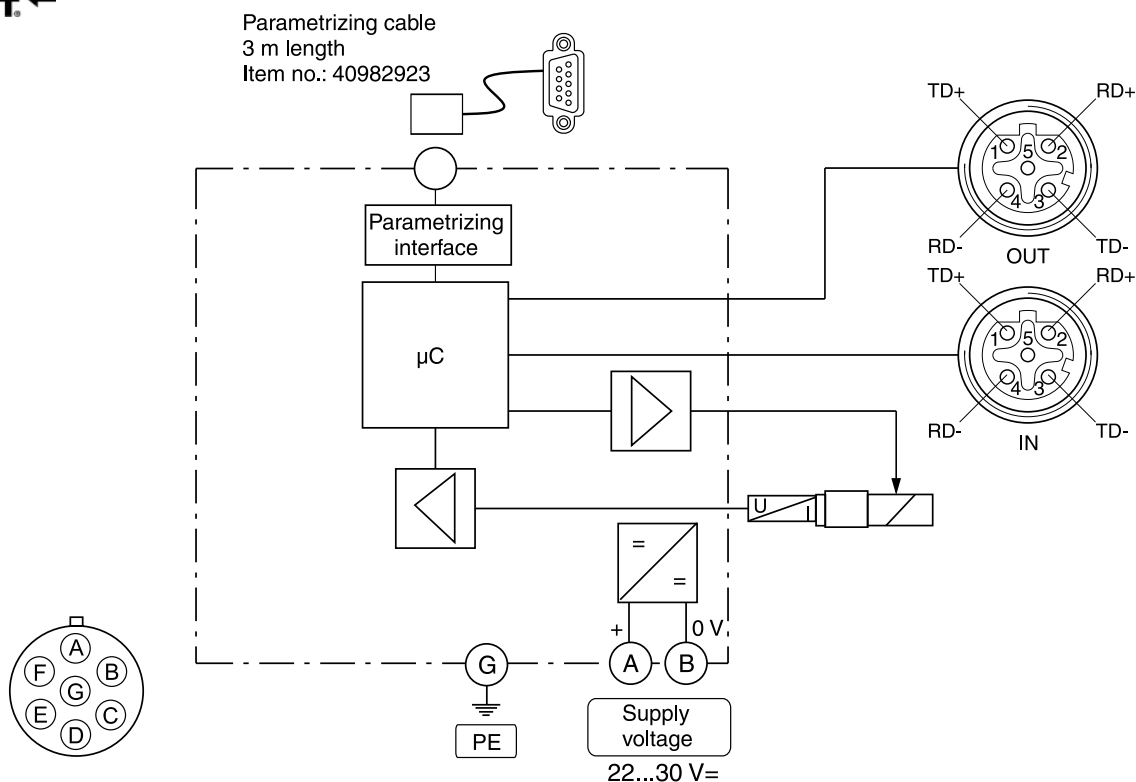 T.
Parametrizing cable
3 m length
Item no.: 40982923
TD+
RD+
1
5
2
4
3
RD-
TD-
OUT
Parametrizing
interface
TD+
RD+
1
5
2
4
3
RD-
TD-
IN
µC
U
I
=
=
+
0 V
A
F
B
G
E
C
D
G
A
B
PE
Supply
voltage
22...30 V=